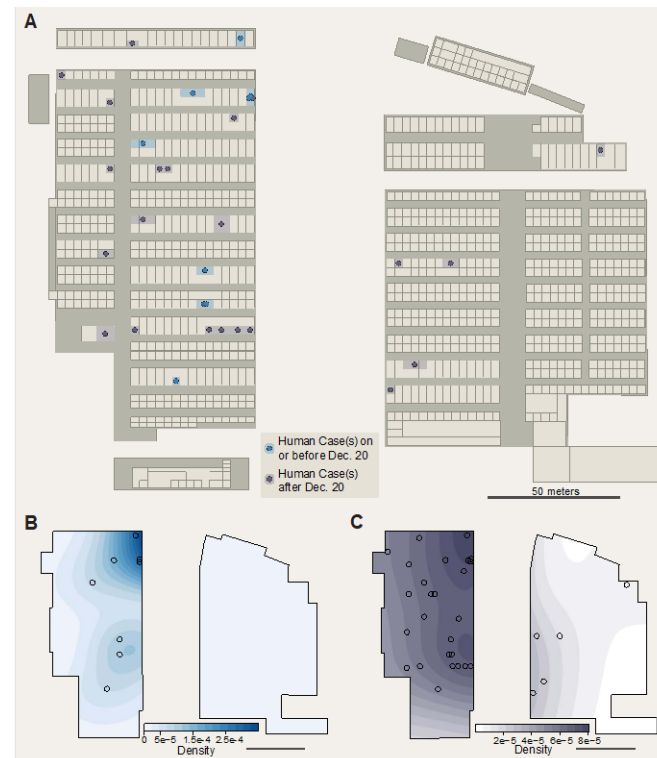 A
Human Case(s) on
or before Dec. 20
Human Case(s)
after Dec. 20
50 meters
B
C
0 5e-5 1.5e-4 2.5e-4
Density
2e-5 4e-5 6e-5 8e-5
Density